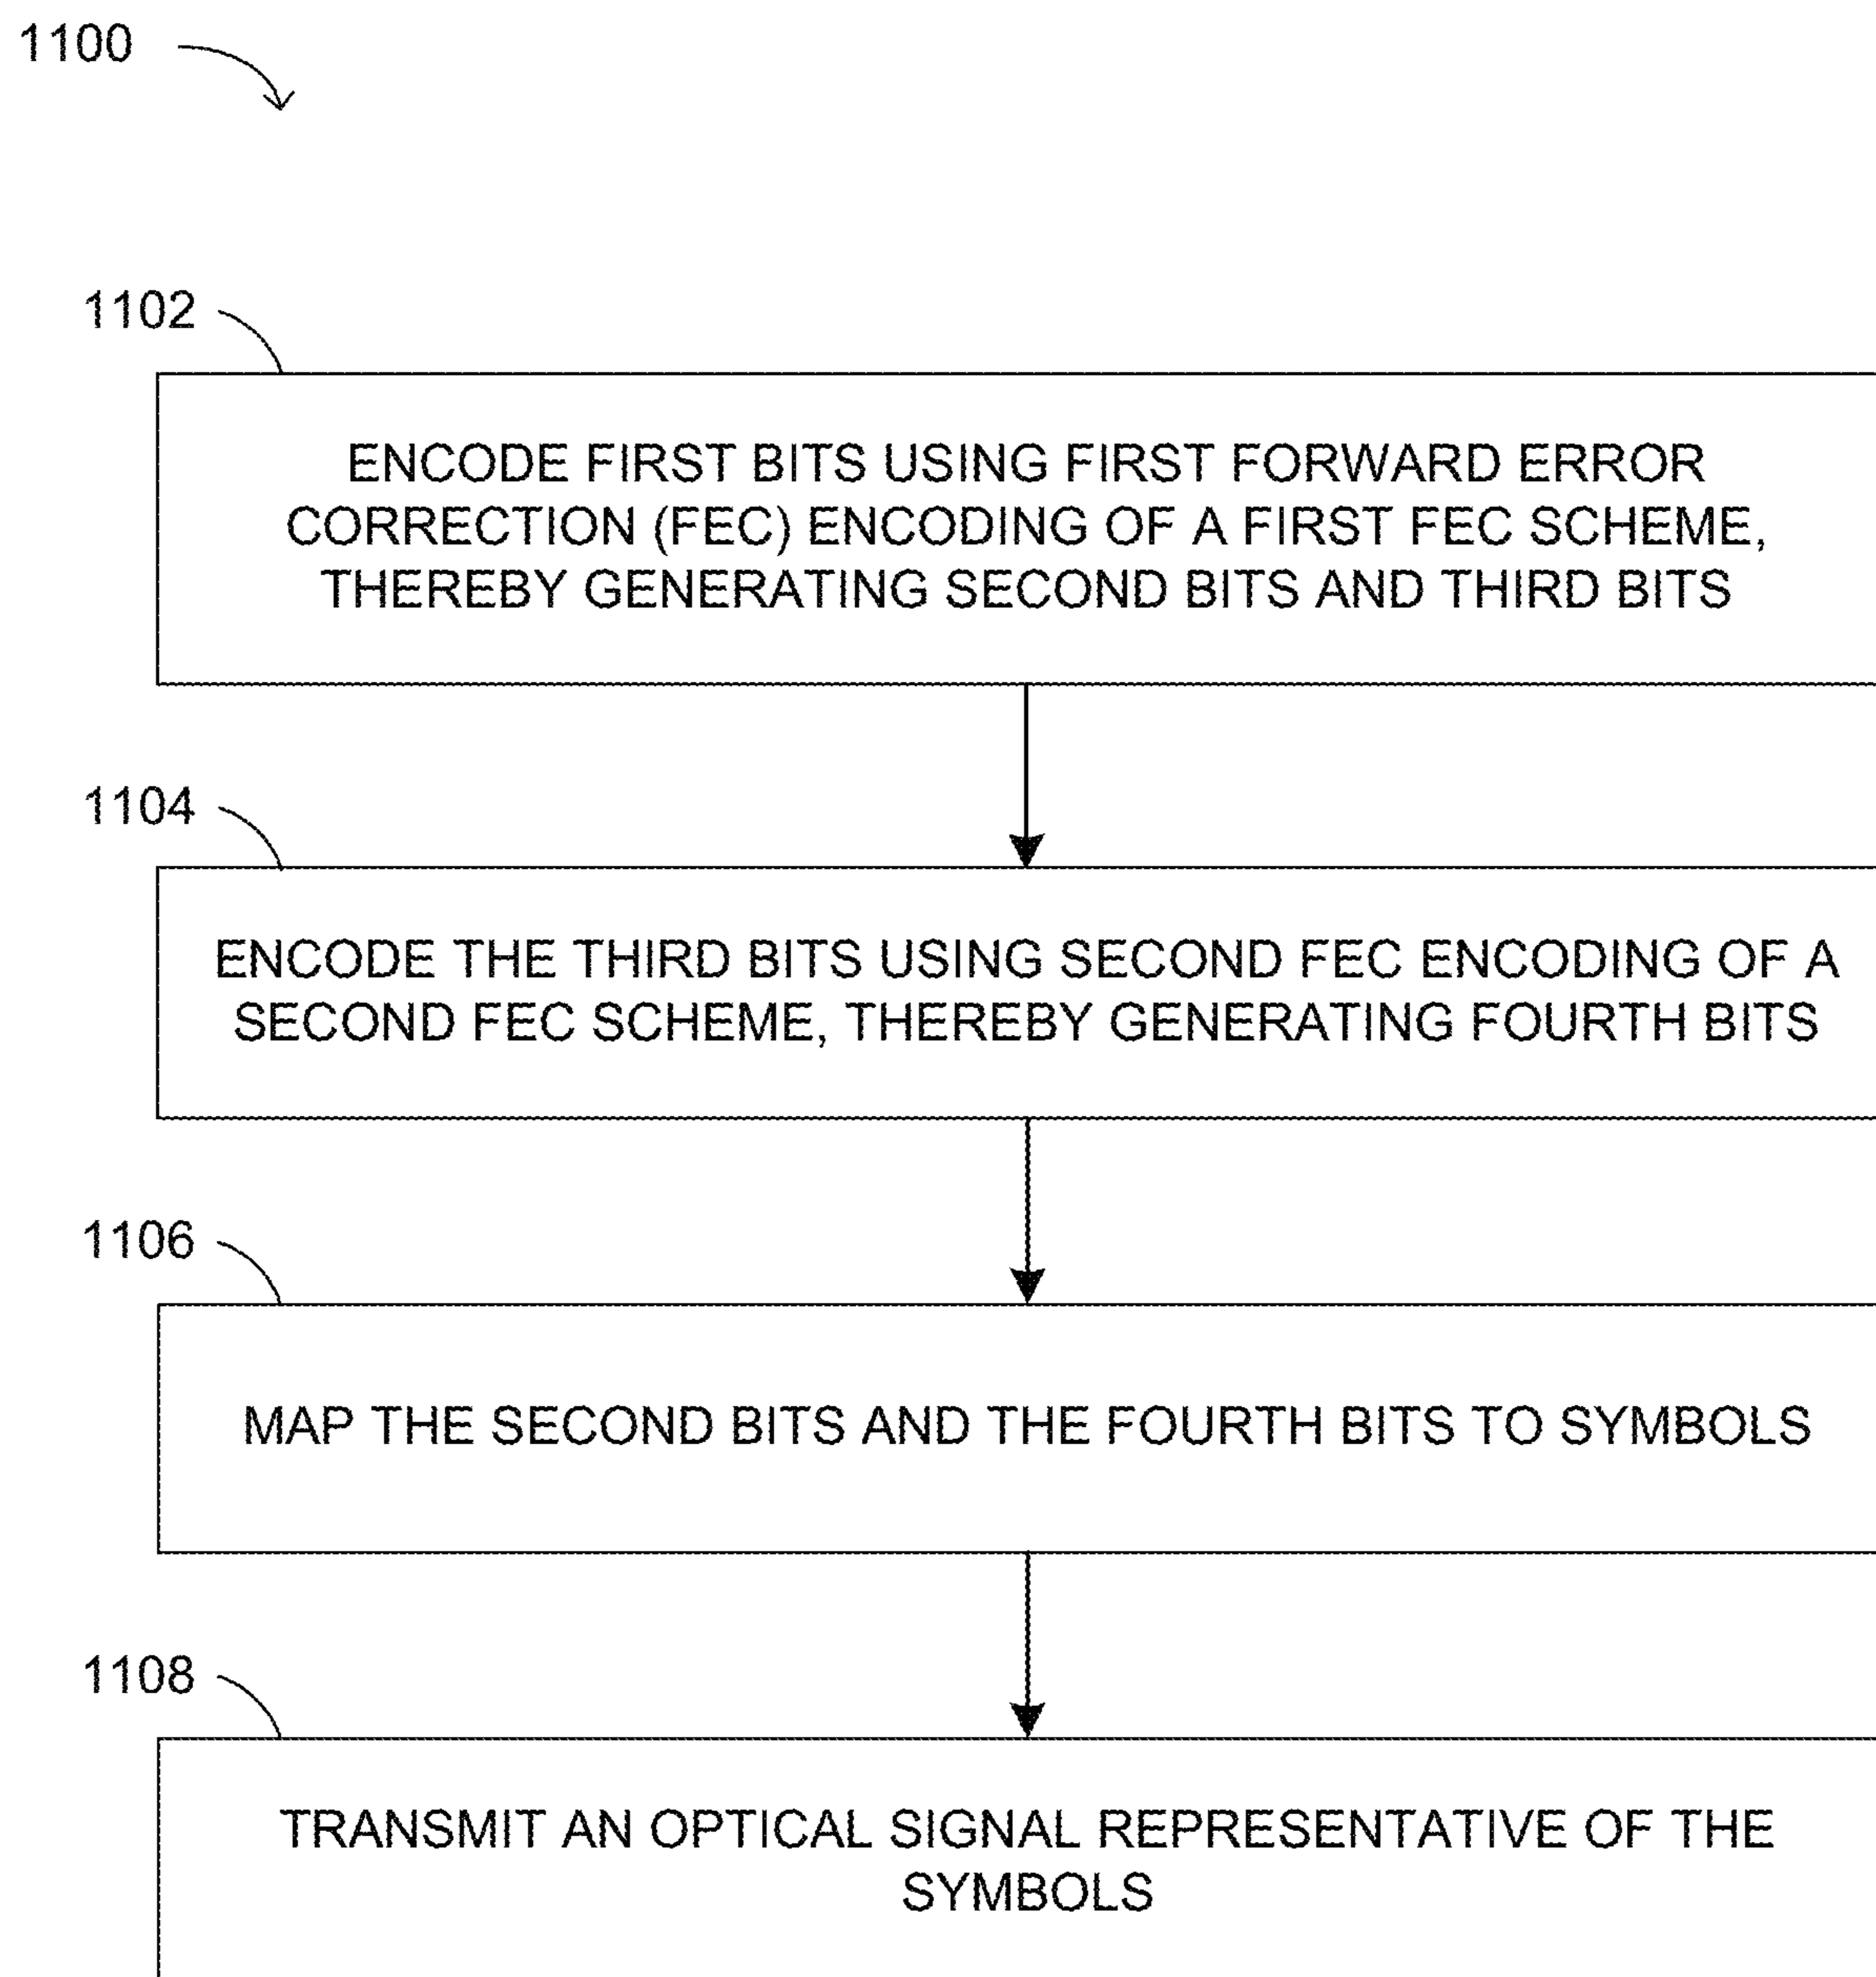 1100
1102
ENCODE FIRST BITS USING FIRST FORWARD ERROR
CORRECTION (FEC) ENCODING OF A FIRST FEC SCHEME,
THEREBY GENERATING SECOND BITS AND THIRD BITS
1104
ENCODE THE THIRD BITS USING SECOND FEC ENCODING OF A
SECOND FEC SCHEME, THEREBY GENERATING FOURTH BITS
1106
MAP THE SECOND BITS AND THE FOURTH BITS TO SYMBOLS
1108
TRANSMIT AN OPTICAL SIGNAL REPRESENTATIVE OF THE
SYMBOLS